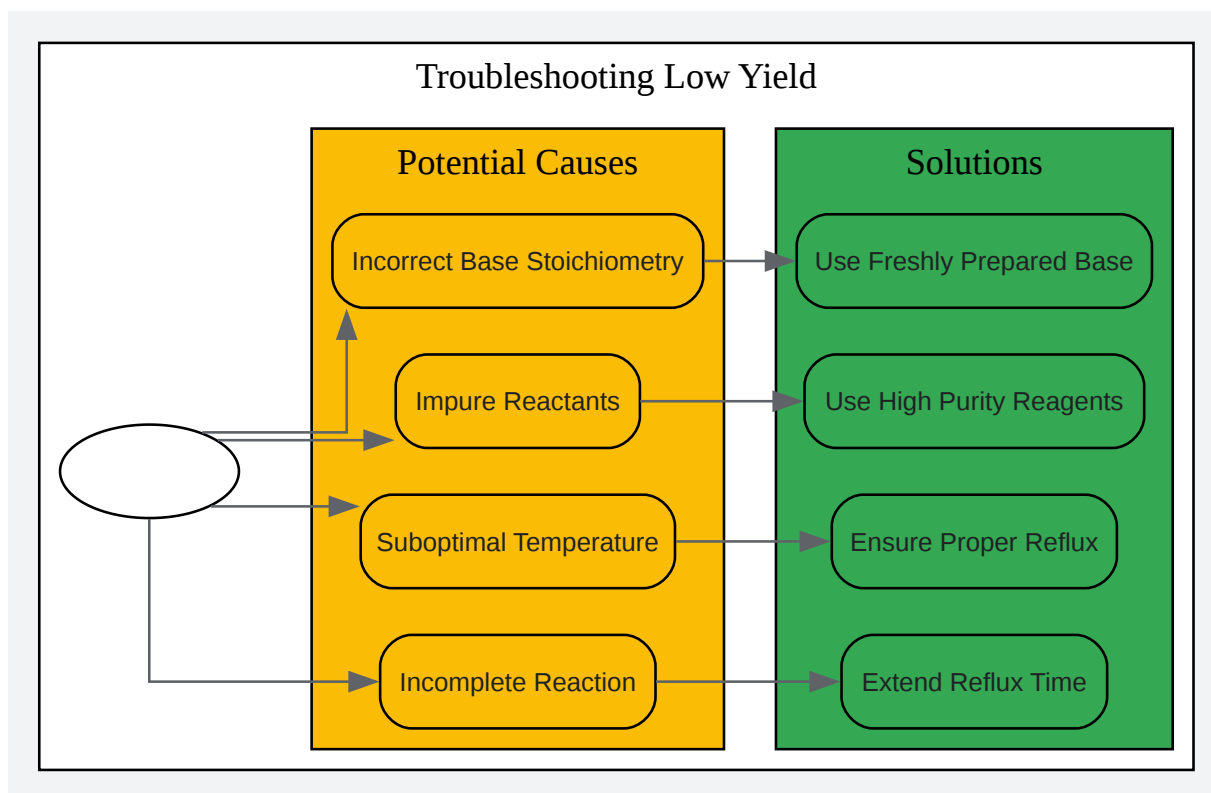 Troubleshooting Low Yield
Potential Causes
Solutions
Incorrect Base Stoichiometry
Use Freshly Prepared Base
Impure Reactants
Use High Purity Reagents
Suboptimal Temperature
Ensure Proper Reflux
Incomplete Reaction
Extend Reflux Time